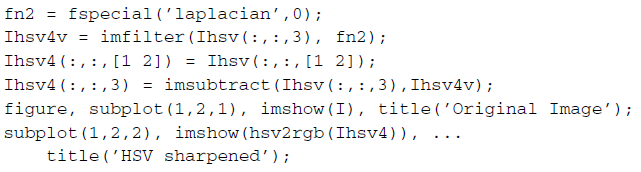 fn2 = fspecial('laplacian',0);
Ihsv4v = imfilter(Ihsv(:,:,3), fn2);
Ihsv4(:,:,[1 2]) = Ihsv(:,:,[1 2]);
Ihsv4(:,:,3) = imsubtract(Ihsv(:,:,3),Ihsv4v);
figure, subplot(1,2,1), imshow(I), title('Original Image');
subplot(1,2,2), imshow(hsv2rgb(Ihsv4)), ...
title('HSV sharpened');